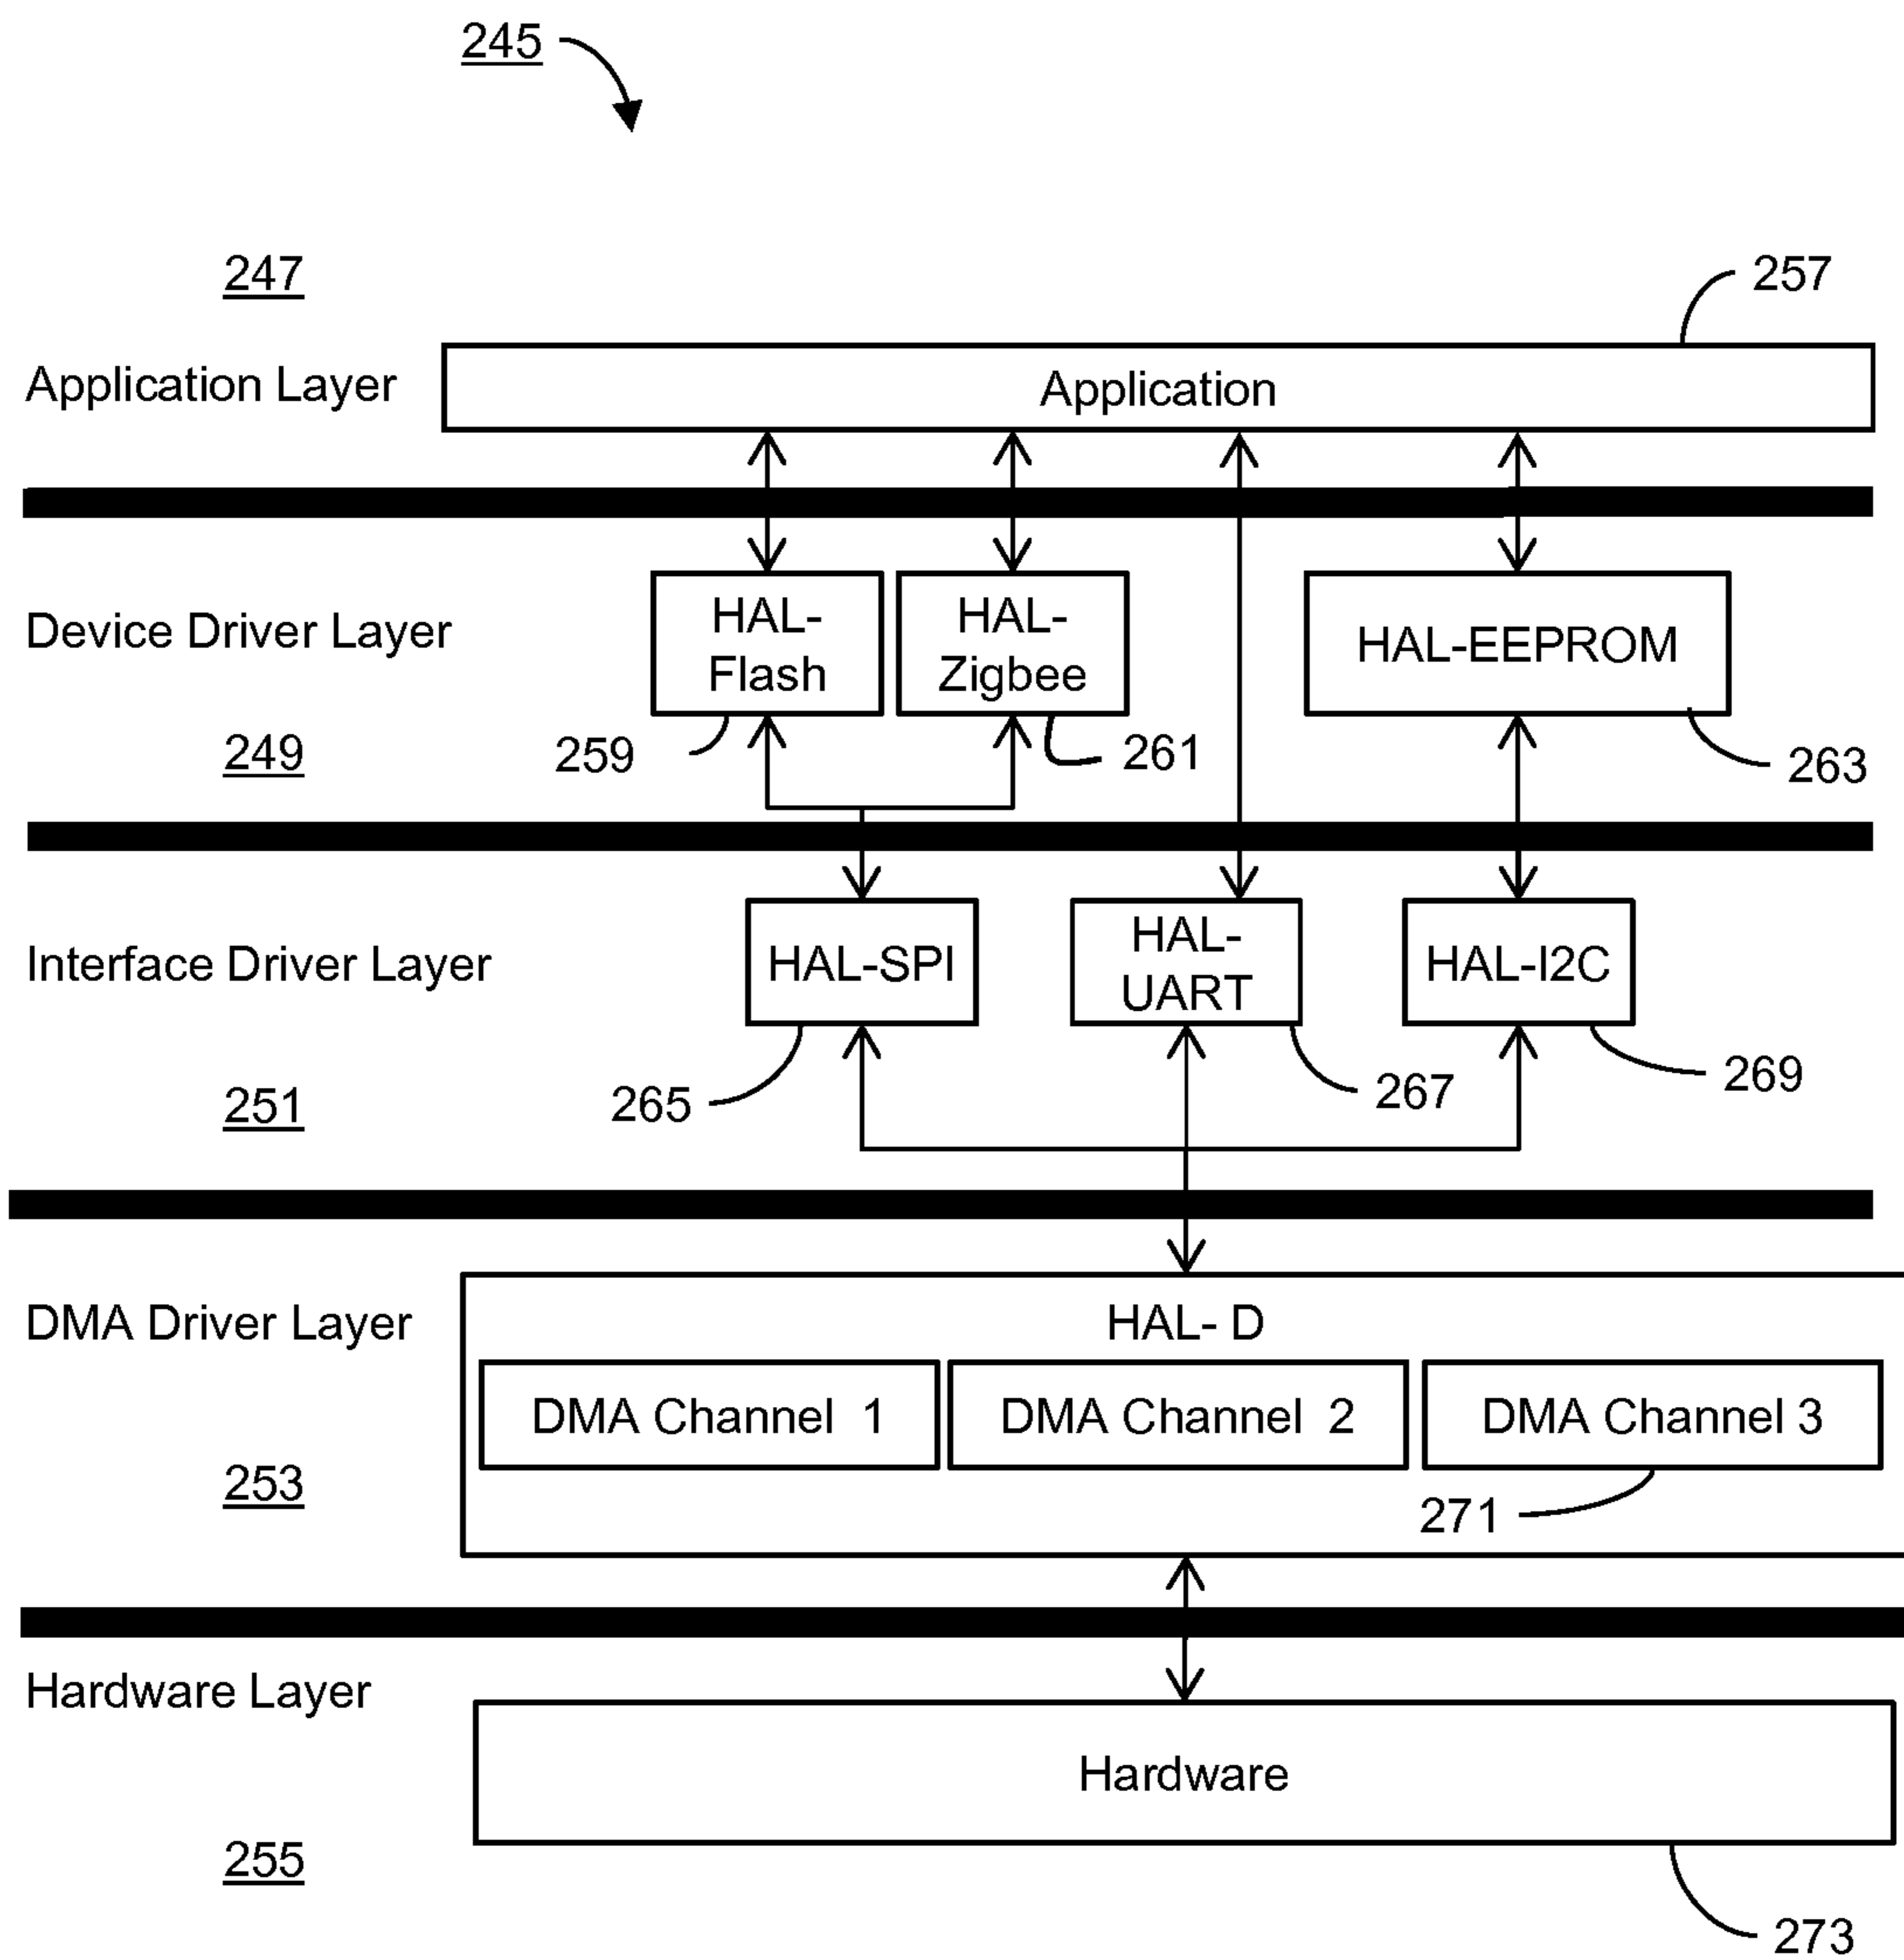 245
247
257
Application Layer
Application
Device Driver Layer
HAL-
Flash
HAL-
Zigbee
HAL-EEPROM
249
259
261
263
Interface Driver Layer
HAL-SPI
HAL-
UART
HAL-I2C
251
265
267
269
DMA Driver Layer
HAL- D
DMA Channel 1
DMA Channel 2
DMA Channel 3
253
271
Hardware Layer
Hardware
255
273